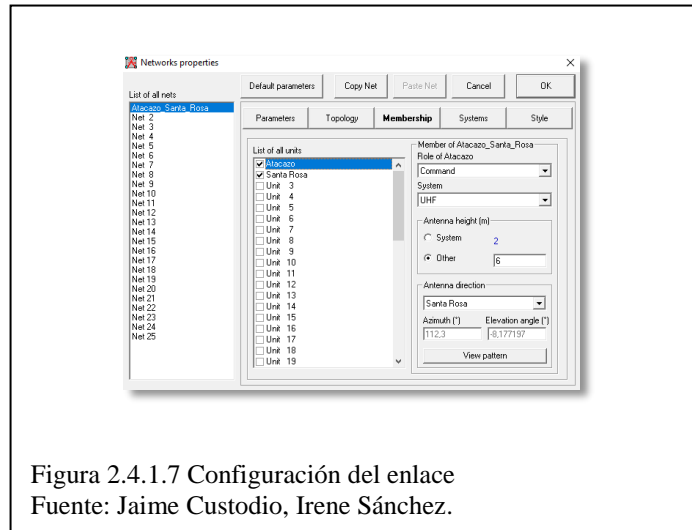 Networks properties
List of all nets
Atacazo_Santa_Rosa
Net 2
Net 3
Net 4
Net 5
Net 6
Net 7
Net 8
Net 9
Net 10
Net 11
Net 12
Net 13
Net 14
Net 15
Net 16
Net 17
Net 18
Net 19
Net 20
Net 21
Net 22
Net 23
Net 24
Net 25
Default parameters
Copy Net
Paste Net
Cancel
OK
Parameters
Topology
Membership
Systems
Style
List of all units
Atacazo
Santa Rosa
Unit 3
Unit 4
Unit 5
Unit 6
Unit 7
Unit 8
Unit 9
Unit 10
Unit 11
Unit 12
Unit 13
Unit 14
Unit 15
Unit 16
Unit 17
Unit 18
Unit 19
Member of Atacazo_Santa_Rosa
Role of Atacazo
Command
System
UHF
Antenna height (m)
System 2
Other 6
Antenna direction
Santa Rosa
Azimuth (°) Elevation angle (°)
112,3 -8,177197
View pattern
Figura 2.4.1.7 Configuración del enlace
Fuente: Jaime Custodio, Irene Sánchez.